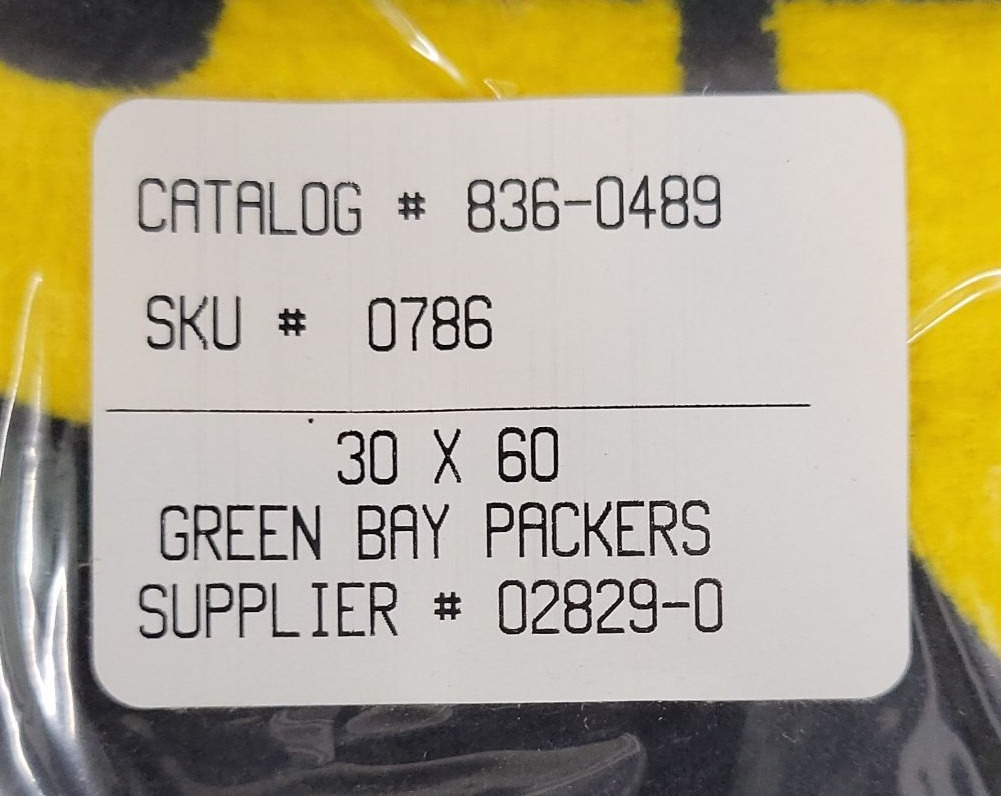 CATALOG # 836-0489
SKU # 0786
30 X 60
GREEN BAY PACKERS
SUPPLIER # 02829-0